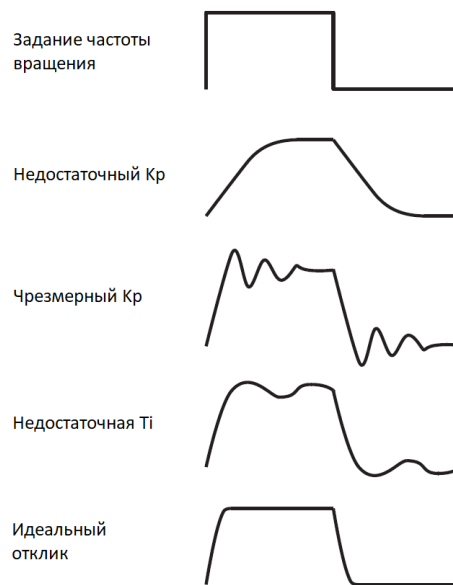 Задание частоты
вращения
Недостаточный Кр
Чрезмерный Кр
Недостаточная Ti
Идеальный
отклик